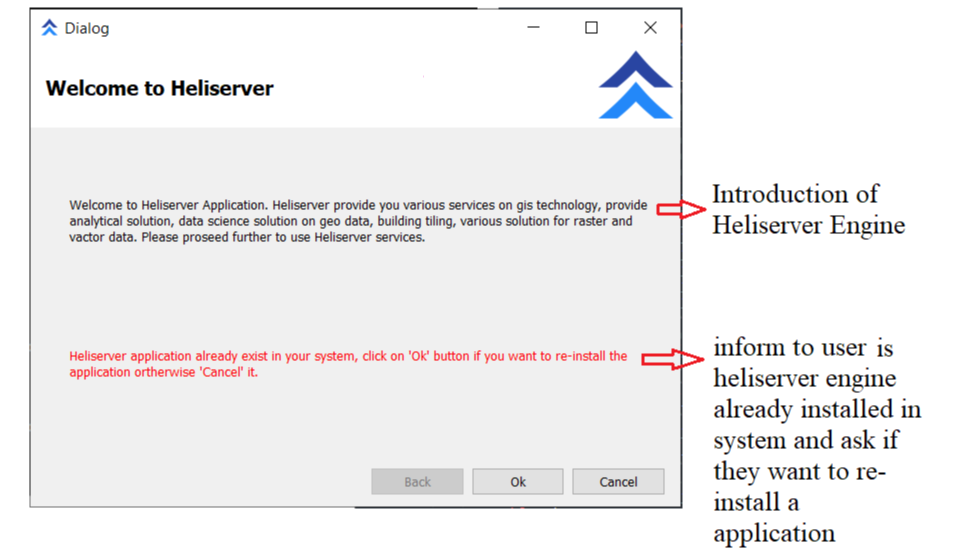 Dialog
Welcome to Heliserver
Welcome to Heliserver Application. Heliserver provide you various services on gis technology, provide
analytical solution, data science solution on geo data, building tiling, various solution for raster and
vactor data. Please proseed further to use Heliserver services.
Introduction of
Heliserver Engine
Heliserver application already exist in your system, click on 'Ok' button if you want to re-install the
application ortherwise 'Cancel' it.
inform to user is
heliserver engine
already installed in
system and ask if
they want to re-
install a
application
Back
Ok
Cancel